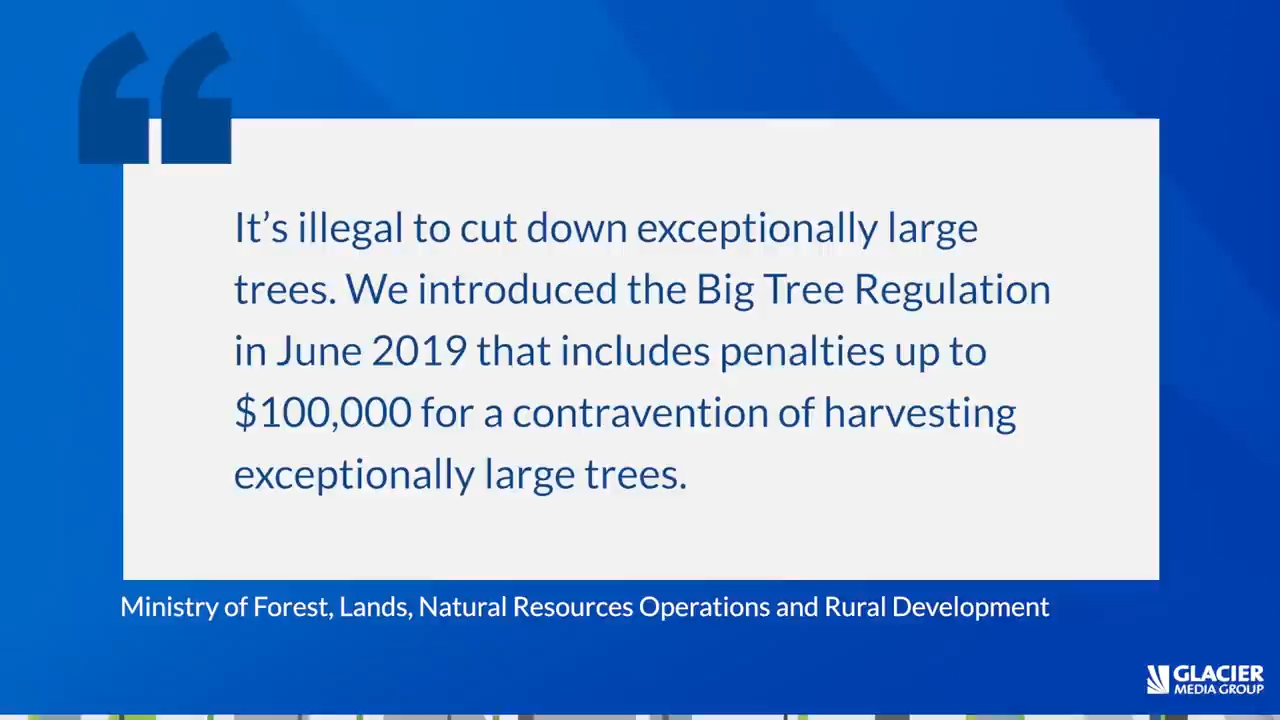 It’s illegal to cut down exceptionally large
trees. We introduced the Big Tree Regulation
in June 2019 that includes penalties up to
$100,000 for a contravention of harvesting
exceptionally large trees.
Ministry of Forest, Lands, Natural Resources Operations and Rural Development
GLACIER
MEDIA GROUP